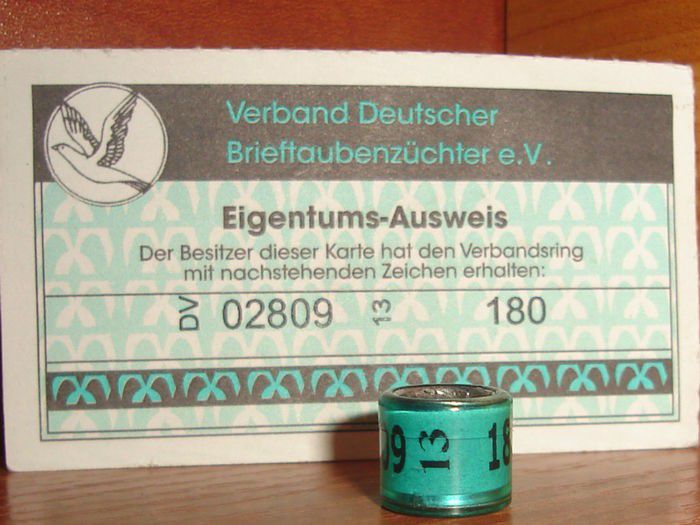 Verband Deutscher
Brieftaubenzüchter e.V.
Eigentums-Ausweis
Der Besitzer dieser Karte hat den Verbandsring
mit nachstehenden Zeichen erhalten:
DV 02809 13 180
09 13 18